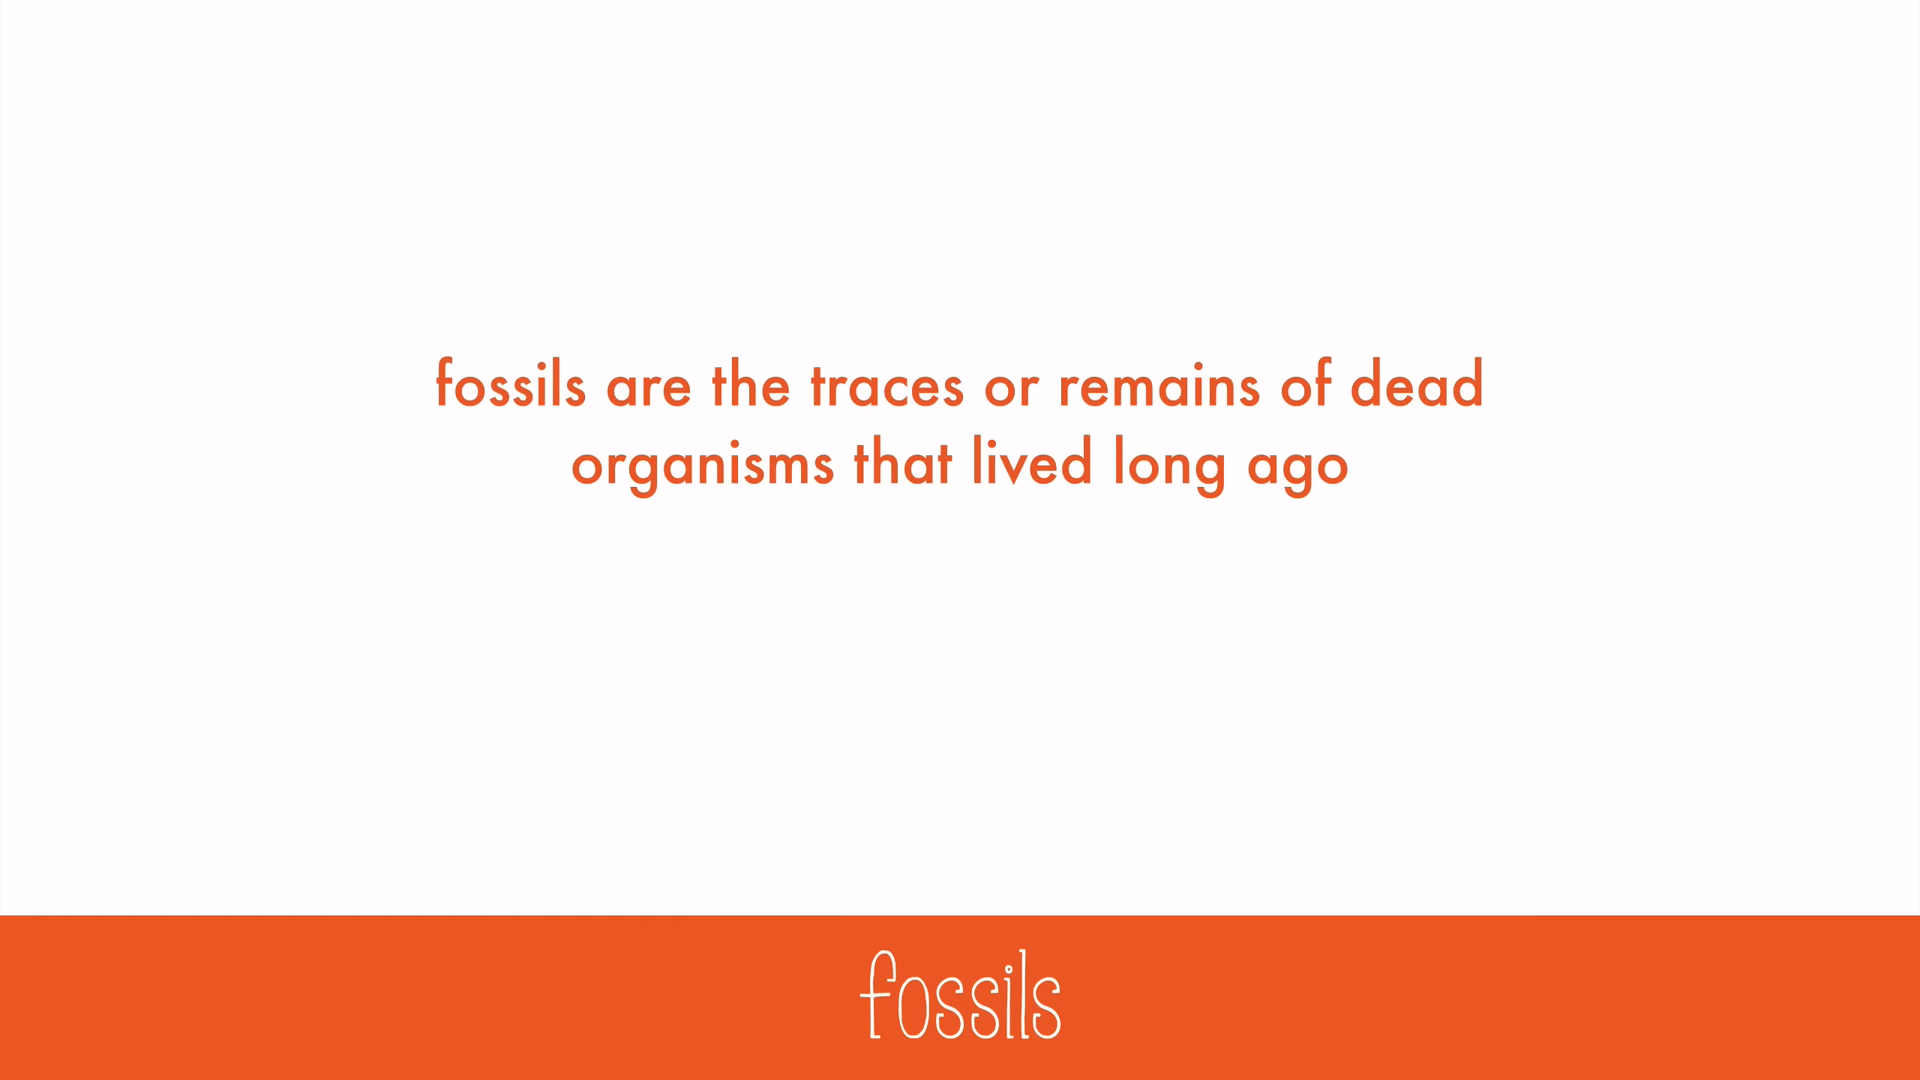 fossils are the traces or remains of dead
organisms that lived long ago
fossils